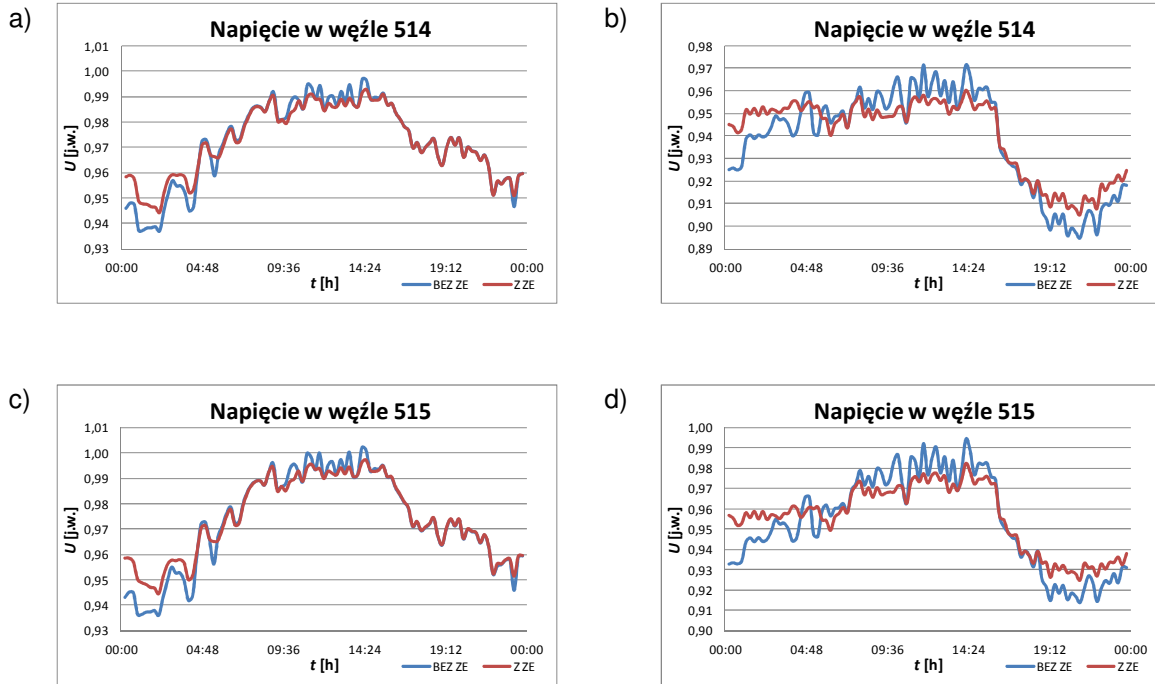 a)
Napięcie w węźle 514
1,01
1,00
0,99
0,98
0,97
0,96
0,95
0,94
0,93
U [j.w.]
00:00 04:48 09:36 14:24 19:12 00:00
t [h]
BEZ ZE Z ZE
b)
Napięcie w węźle 514
0,98
0,97
0,96
0,95
0,94
0,93
0,92
0,91
0,90
0,89
U [j.w.]
00:00 04:48 09:36 14:24 19:12 00:00
t [h]
BEZ ZE Z ZE
c)
Napięcie w węźle 515
1,01
1,00
0,99
0,98
0,97
0,96
0,95
0,94
0,93
U [j.w.]
00:00 04:48 09:36 14:24 19:12 00:00
t [h]
BEZ ZE Z ZE
d)
Napięcie w węźle 515
1,00
0,99
0,98
0,97
0,96
0,95
0,94
0,93
0,92
0,91
0,90
U [j.w.]
00:00 04:48 09:36 14:24 19:12 00:00
t [h]
BEZ ZE Z ZE